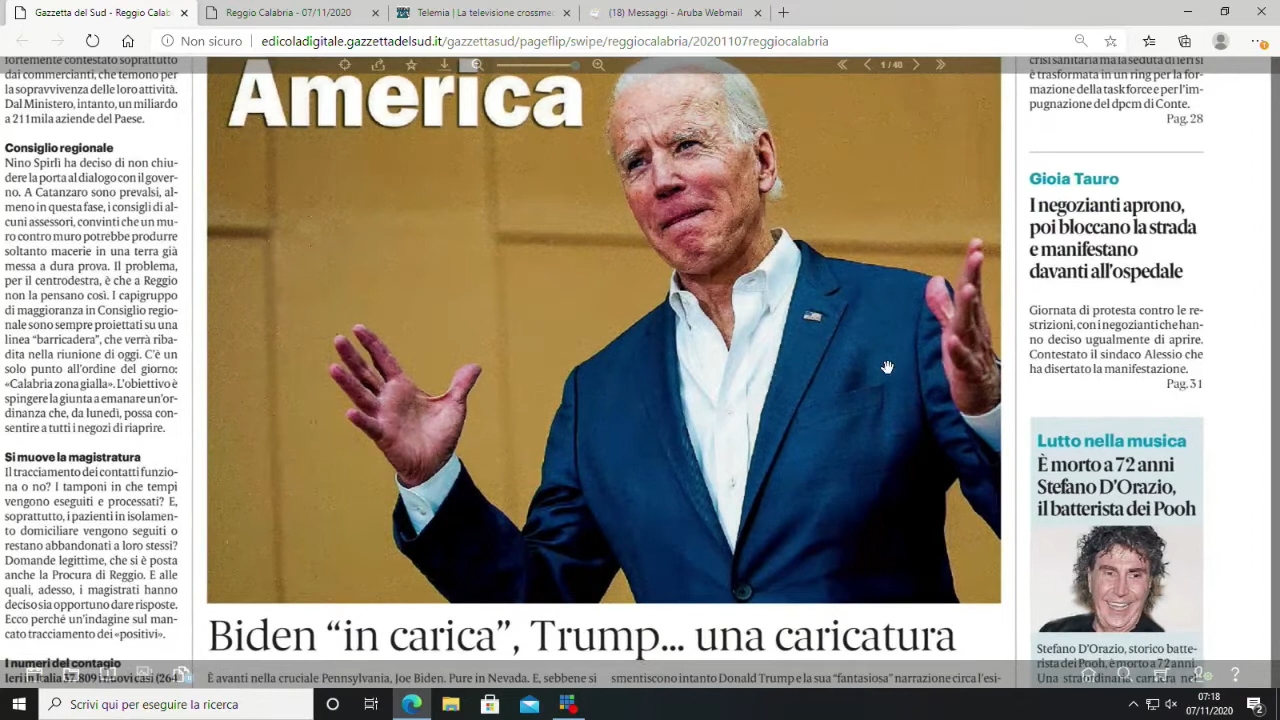 Gazzetta del Sud - Reggio Calab
Reggio Calabria - 07/11/2020
Telemia | La televisione crossme
(18) Messaggi - Aruba Webmail
Non sicuro
edicoladigitale.gazzettadelsud.it/gazzettasud/pageflip/swipe/reggiocalabria/20201107reggiocalabria
1 / 48
fortemente contestato soprattutto
dai commercianti, che temono per
la sopravvivenza delle loro attività.
Dal Ministero, intanto, un miliardo
a 211mila aziende del Paese.
Consiglio regionale
Nino Spirlì ha deciso di non chiu-
dere la porta al dialogo con il gover-
no. A Catanzaro sono prevalsi, al-
meno in questa fase, i consigli di al-
cuni assessori, convinti che un mu-
ro contro muro potrebbe produrre
soltanto macerie in una terra già
messa a dura prova. Il problema,
per il centrodestra, è che a Reggio
non la pensano così. I capigruppo
di maggioranza in Consiglio regio-
nale sono sempre proiettati su una
linea “barricadera”, che verrà riba-
dita nella riunione di oggi. C'è un
solo punto all'ordine del giorno:
«Calabria zona gialla». L'obiettivo è
spingere la giunta a emanare un'or-
dinanza che, da lunedì, possa con-
sentire a tutti i negozi di riaprire.
Si muove la magistratura
Il tracciamento dei contatti funzio-
na o no? I tamponi in che tempi
vengono eseguiti e processati? E,
soprattutto, i pazienti in isolamen-
to domiciliare vengono seguiti o
restano abbandonati a loro stessi?
Domande legittime, che si è posta
anche la Procura di Reggio. E alle
quali, adesso, i magistrati hanno
deciso sia opportuno dare risposte.
Ecco perché un'indagine sul man-
cato tracciamento dei «positivi».
I numeri del contagio
Ieri in Italia 37.809 nuovi casi (264
America
Biden “in carica”, Trump... una caricatura
È avanti nella cruciale Pennsylvania, Joe Biden. Pure in Nevada. E, sebbene si
smentiscono intanto Donald Trump e la sua “fantasiosa” narrazione circa l'esi-
crisi sanitaria ma la seduta di ieri si
è trasformata in un ring per la for-
mazione della task force e per l'im-
pugnazione del dpcm di Conte.
Pag. 28
Gioia Tauro
I negozianti aprono,
poi bloccano la strada
e manifestano
davanti all'ospedale
Giornata di protesta contro le re-
strizioni, con i negozianti che han-
no deciso ugualmente di aprire.
Contestato il sindaco Alessio che
ha disertato la manifestazione.
Pag. 31
Lutto nella musica
È morto a 72 anni
Stefano D'Orazio,
il batterista dei Pooh
Stefano D'Orazio, storico batte-
rista dei Pooh, è morto a 72 anni.
Una straordinaria carriera nel
Scrivi qui per eseguire la ricerca
07:18
07/11/2020
2